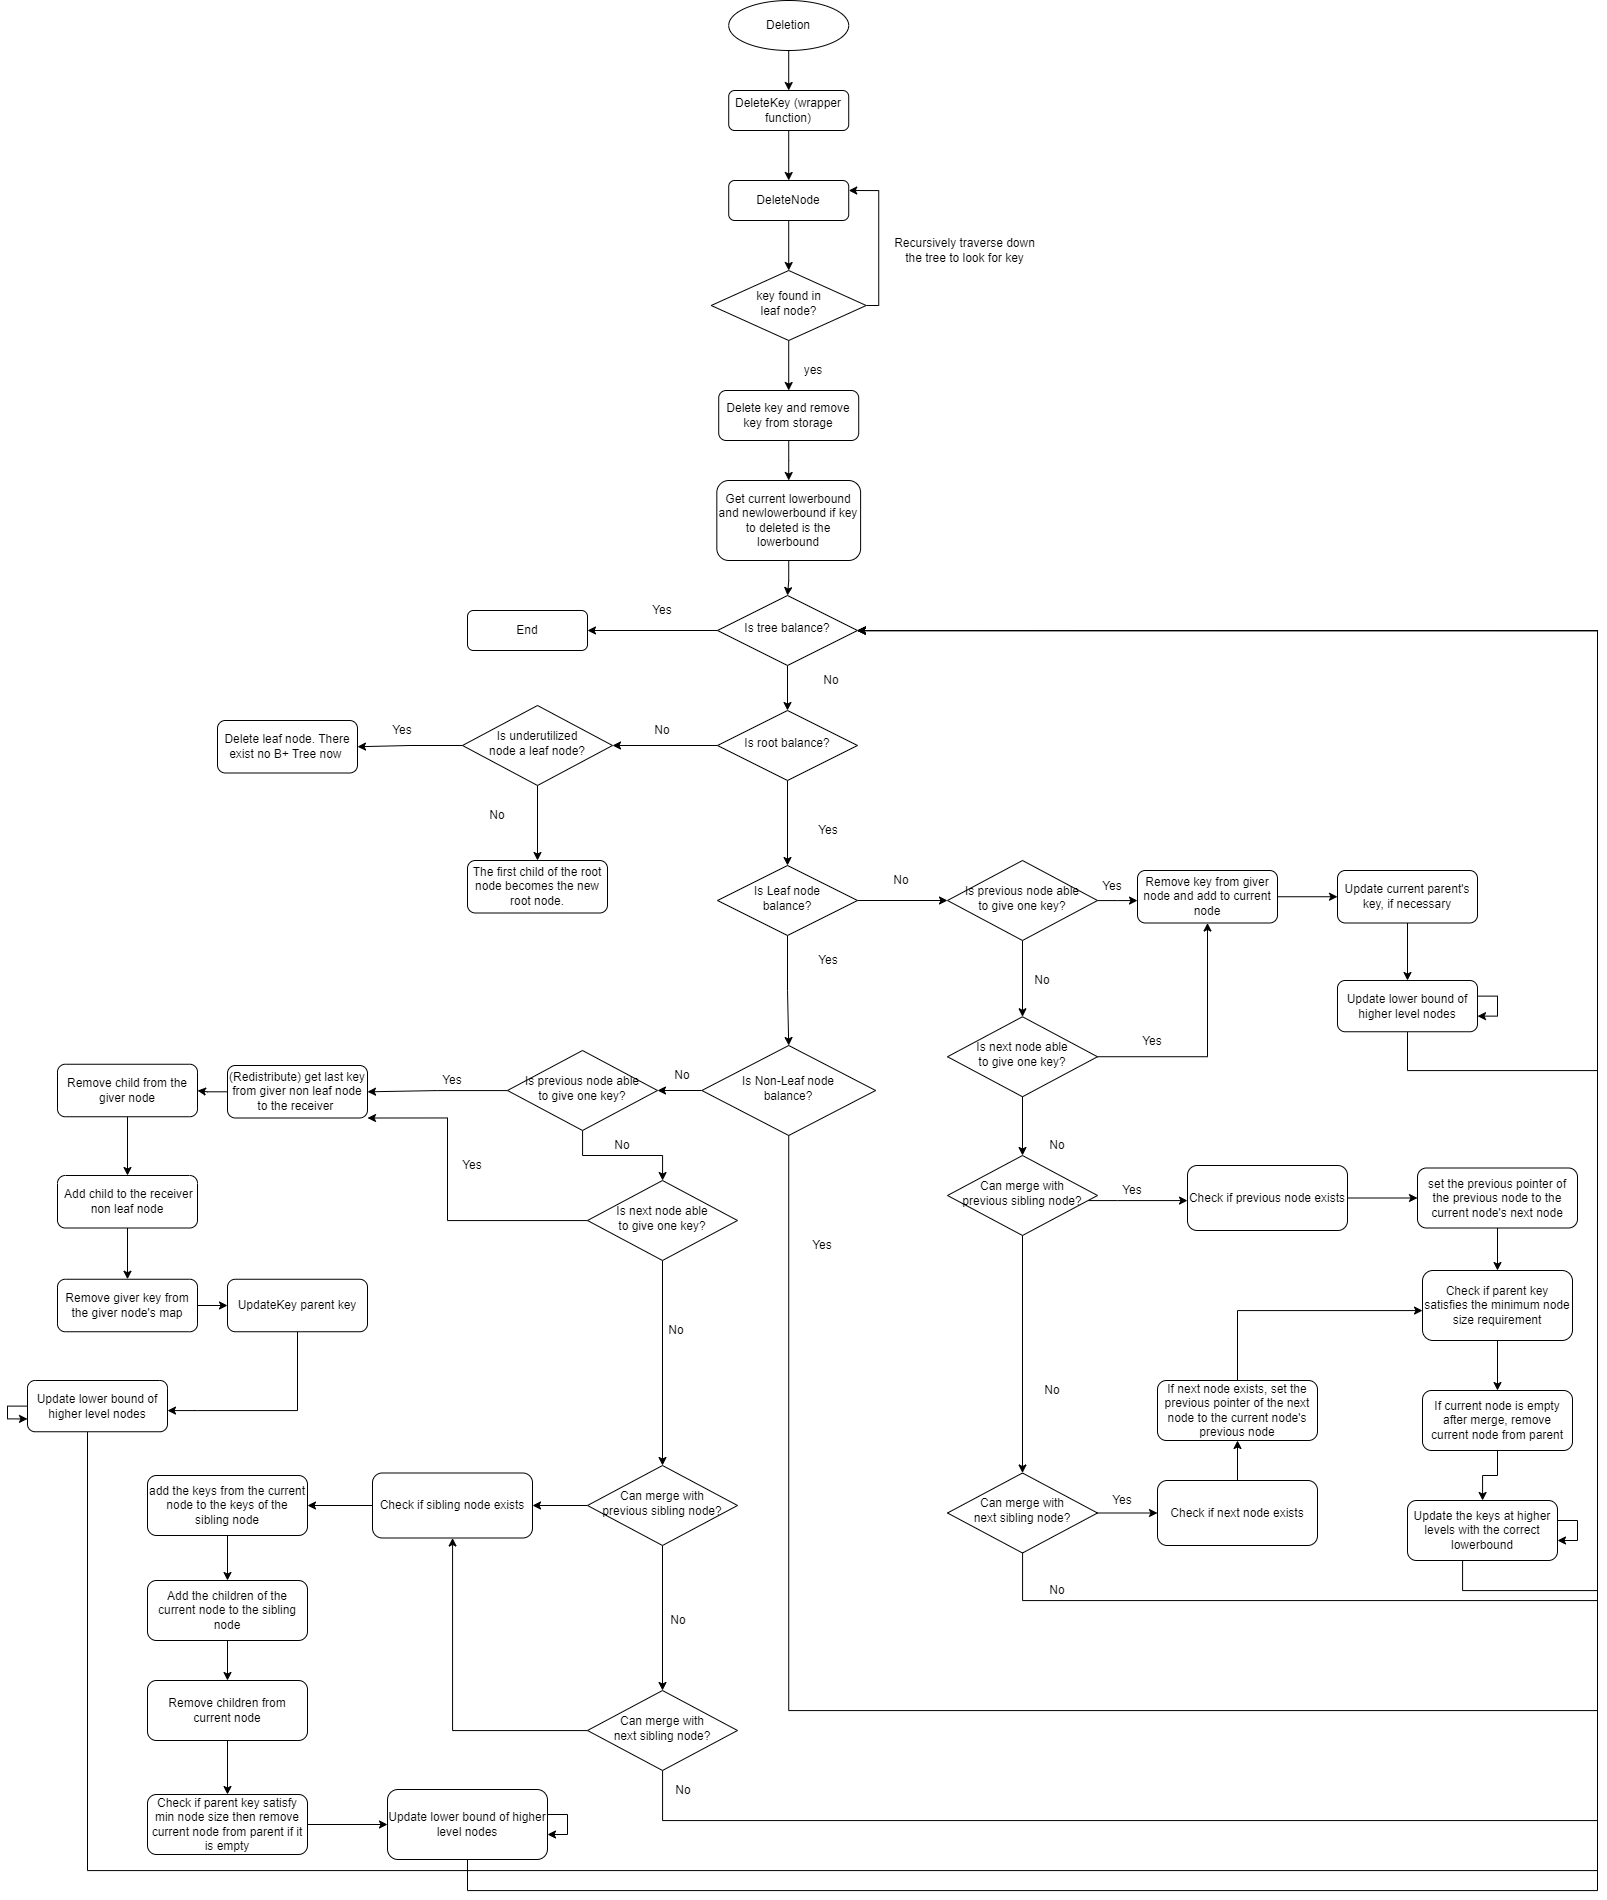 Deletion
DeleteKey (wrapper
function)
DeleteNode
Recursively traverse down
the tree to look for key
key found in
leaf node?
yes
Delete key and remove
key from storage
Get current lowerbound
and newlowerbound if key
to deleted is the
lowerbound
Is tree balance?
Yes
End
No
Is root balance?
No
Is underutilized
node a leaf node?
Yes
Delete leaf node. There
exist no B+ Tree now
No
The first child of the root
node becomes the new
root node.
Yes
Is Leaf node
balance?
No
Is previous node able
to give one key?
Yes
Remove key from giver
node and add to current
node
Update current parent's
key, if necessary
Update lower bound of
higher level nodes
No
Is next node able
to give one key?
Yes
No
Can merge with
previous sibling node?
Yes
Check if previous node exists
set the previous pointer of
the previous node to the
current node's next node
Check if parent key
satisfies the minimum node
size requirement
If current node is empty
after merge, remove
current node from parent
Update the keys at higher
levels with the correct
lowerbound
No
Can merge with
next sibling node?
Yes
Check if next node exists
If next node exists, set the
previous pointer of the next
node to the current node's
previous node
No
Yes
Is Non-Leaf node
balance?
Yes
No
Is previous node able
to give one key?
Yes
(Redistribute) get last key
from giver non leaf node
to the receiver
Remove child from the
giver node
Add child to the receiver
non leaf node
Remove giver key from
the giver node's map
UpdateKey parent key
Update lower bound of
higher level nodes
No
Is next node able
to give one key?
Yes
No
Can merge with
previous sibling node?
Check if sibling node exists
add the keys from the current
node to the keys of the
sibling node
Add the children of the
current node to the sibling
node
Remove children from
current node
Check if parent key satisfy
min node size then remove
current node from parent if it
is empty
Update lower bound of higher
level nodes
No
Can merge with
next sibling node?
No